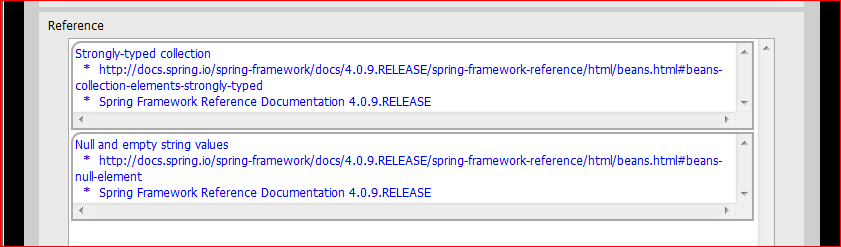 Reference
Strongly-typed collection
* http://docs.spring.io/spring-framework/docs/4.0.9.RELEASE/spring-framework-reference/html/beans.html#beans-
collection-elements-strongly-typed
* Spring Framework Reference Documentation 4.0.9.RELEASE
Null and empty string values
* http://docs.spring.io/spring-framework/docs/4.0.9.RELEASE/spring-framework-reference/html/beans.html#beans-
null-element
* Spring Framework Reference Documentation 4.0.9.RELEASE